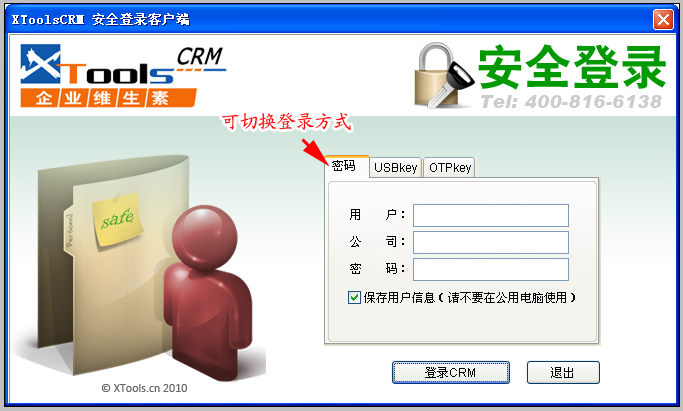 XToolsCRM 安全登录客户端
XTools CRM
企业维生素
安全登录
Tel: 400-816-6138
可切换登录方式
密码 USBkey OTPkey
Personal
safe
用 户：
公 司：
密 码：
保存用户信息（请不要在公用电脑使用）
登录CRM 退出
© XTools.cn 2010